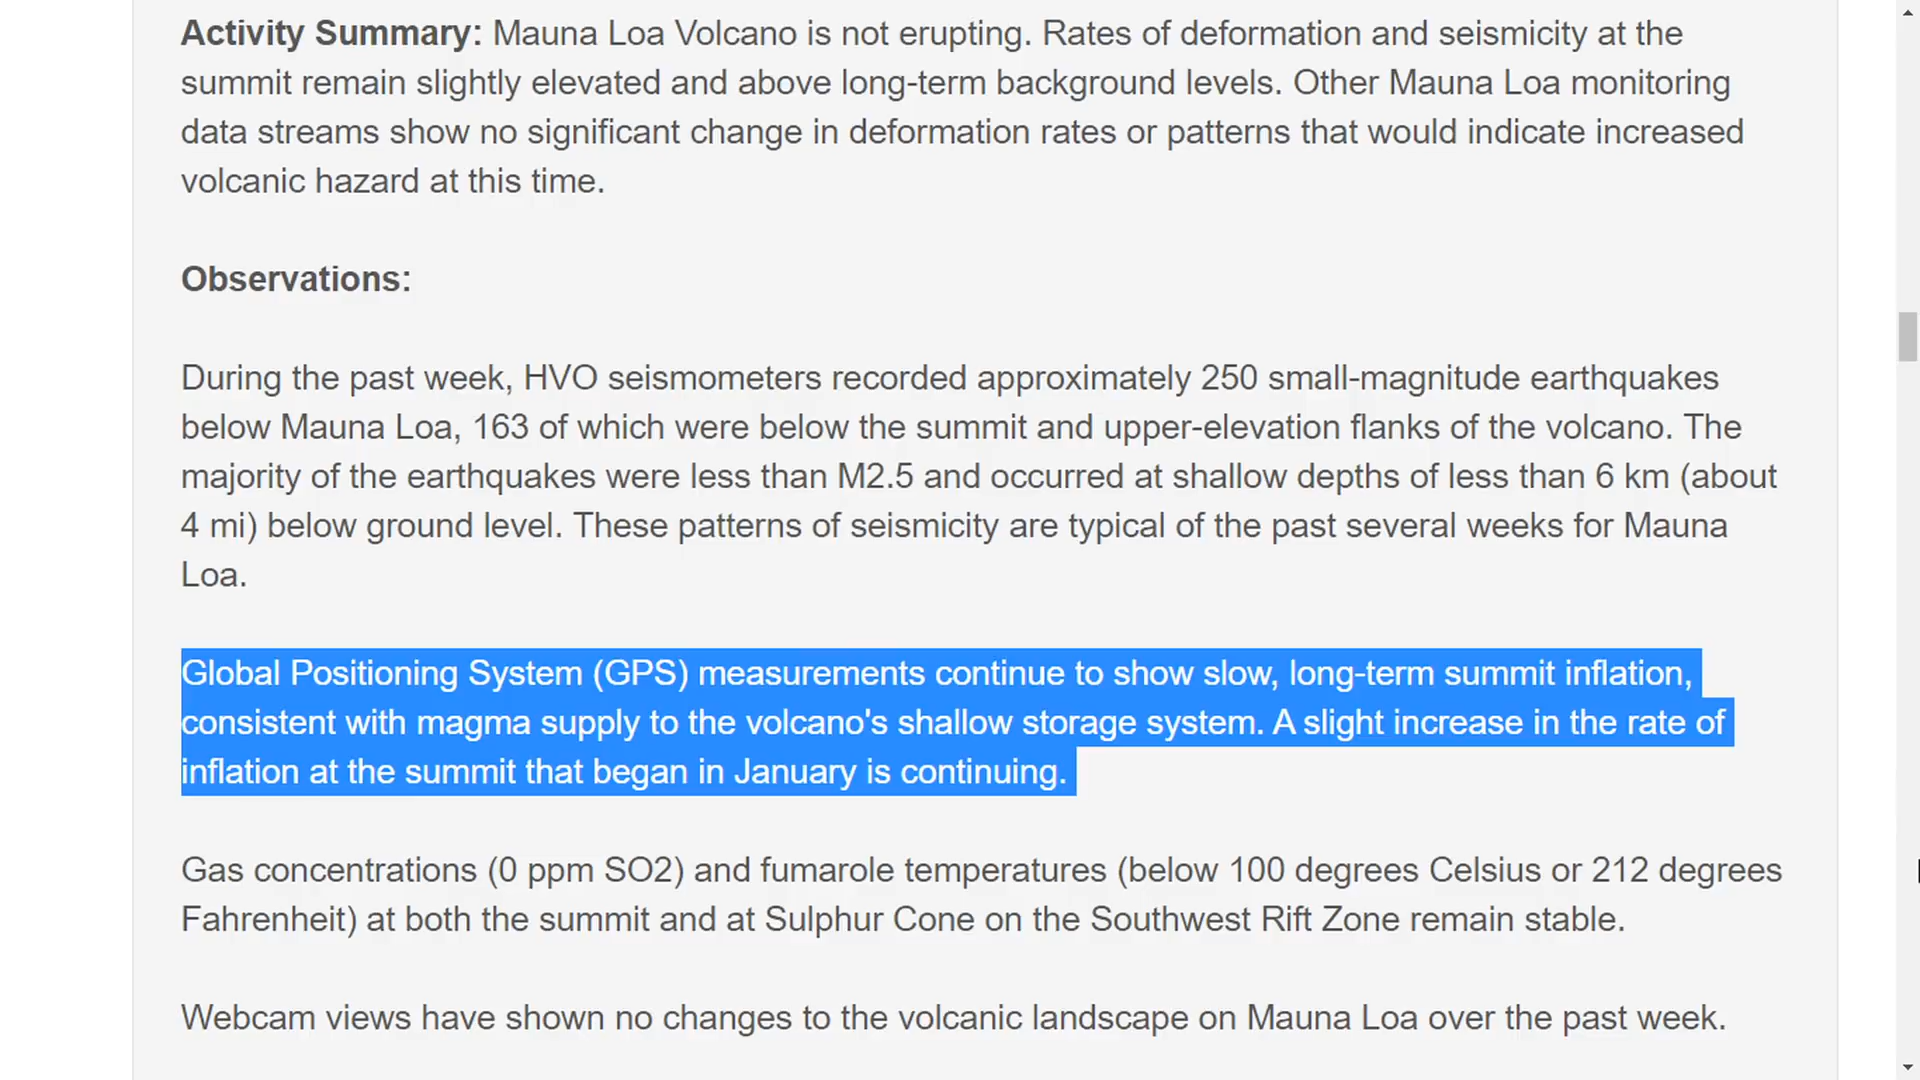 Activity Summary: Mauna Loa Volcano is not erupting. Rates of deformation and seismicity at the
summit remain slightly elevated and above long-term background levels. Other Mauna Loa monitoring
data streams show no significant change in deformation rates or patterns that would indicate increased
volcanic hazard at this time.
Observations:
During the past week, HVO seismometers recorded approximately 250 small-magnitude earthquakes
below Mauna Loa, 163 of which were below the summit and upper-elevation flanks of the volcano. The
majority of the earthquakes were less than M2.5 and occurred at shallow depths of less than 6 km (about
4 mi) below ground level. These patterns of seismicity are typical of the past several weeks for Mauna
Loa.
Global Positioning System (GPS) measurements continue to show slow, long-term summit inflation,
consistent with magma supply to the volcano's shallow storage system. A slight increase in the rate of
inflation at the summit that began in January is continuing.
Gas concentrations (0 ppm SO2) and fumarole temperatures (below 100 degrees Celsius or 212 degrees
Fahrenheit) at both the summit and at Sulphur Cone on the Southwest Rift Zone remain stable.
Webcam views have shown no changes to the volcanic landscape on Mauna Loa over the past week.